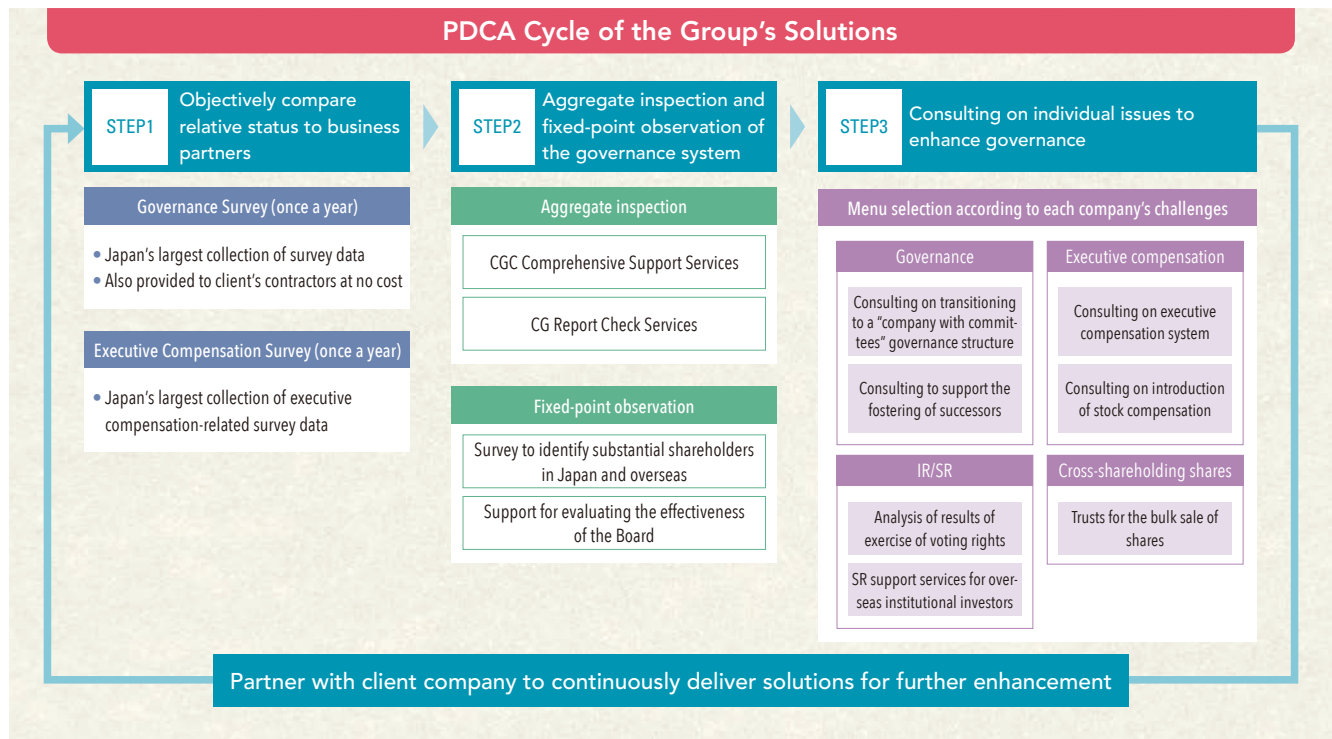 PDCA Cycle of the Group's Solutions
STEP1
Objectively compare
relative status to business
partners
Governance Survey (once a year)
• Japan's largest collection of survey data
• Also provided to client's contractors at no cost
Executive Compensation Survey (once a year)
• Japan's largest collection of executive
compensation-related survey data
STEP2
Aggregate inspection and
fixed-point observation of
the governance system
Aggregate inspection
CGC Comprehensive Support Services
CG Report Check Services
Fixed-point observation
Survey to identify substantial shareholders
in Japan and overseas
Support for evaluating the effectiveness
of the Board
STEP3
Consulting on individual issues to
enhance governance
Menu selection according to each company's challenges
Governance
Consulting on transitioning
to a "company with commit-
tees" governance structure
Consulting to support the
fostering of successors
Executive compensation
Consulting on executive
compensation system
Consulting on introduction
of stock compensation
IR/SR
Analysis of results of
exercise of voting rights
SR support services for over-
seas institutional investors
Cross-shareholding shares
Trusts for the bulk sale of
shares
Partner with client company to continuously deliver solutions for further enhancement